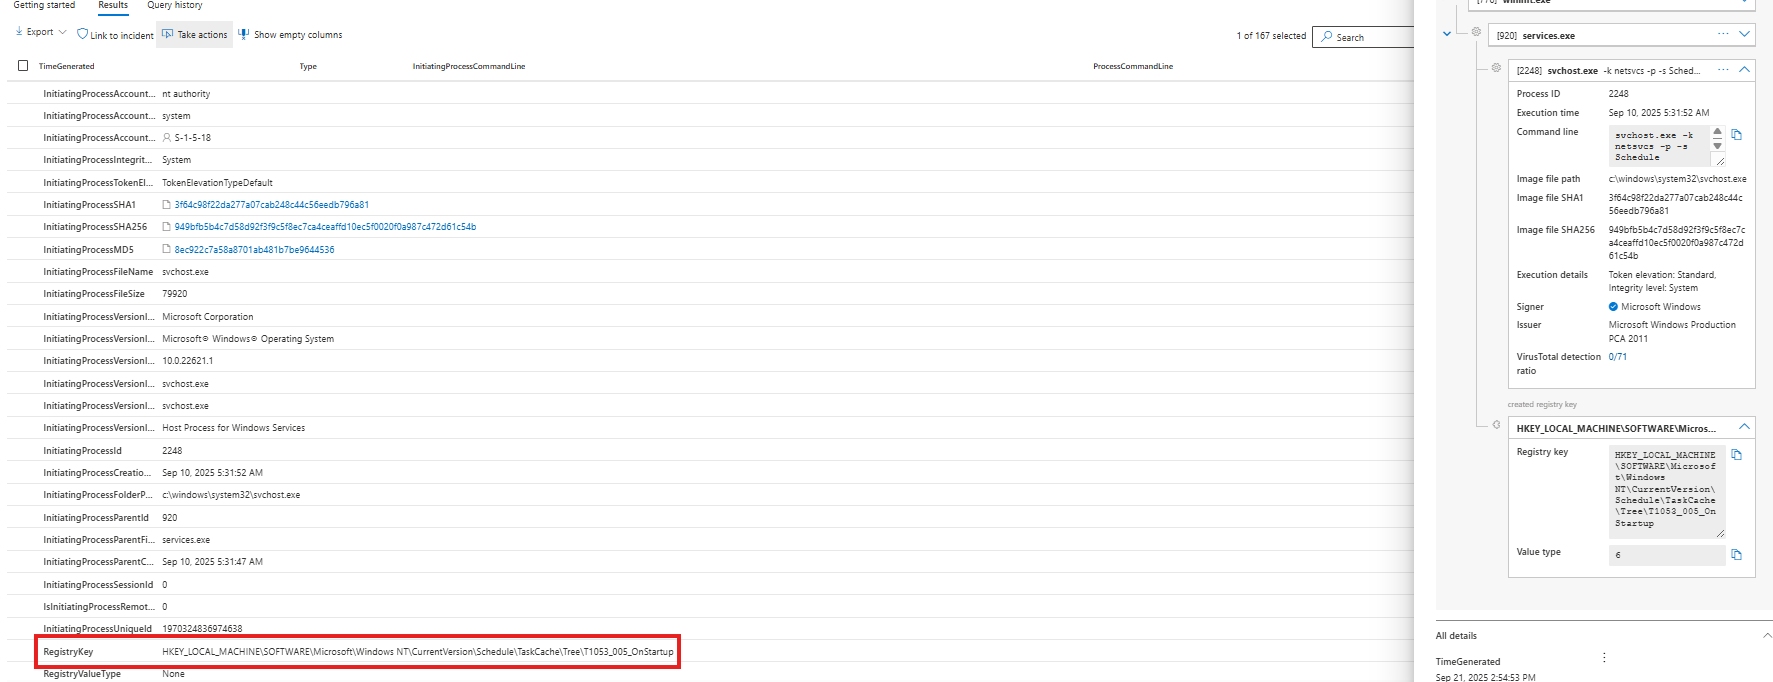 Getting started Results Query history
Export Link to incident Take actions Show empty columns 1 of 167 selected Search
TimeGenerated Type InitiatingProcessCommandLine ProcessCommandLine
InitiatingProcessAccount... nt authority
InitiatingProcessAccount... system
InitiatingProcessAccount... S-1-5-18
InitiatingProcessIntegrit... System
InitiatingProcessTokenEl... TokenElevationTypeDefault
InitiatingProcessSHA1 3f64c98f22da277a07cab248c44c56eedb796a81
InitiatingProcessSHA256 949bfb5b4c7d58d92f3f9c5f8ec7ca4ceaffd10ec5f0020f0a987c472d61c54b
InitiatingProcessMD5 8ec922c7a58a8701ab481b7be9644536
InitiatingProcessFileName svchost.exe
InitiatingProcessFileSize 79920
InitiatingProcessVersionI... Microsoft Corporation
InitiatingProcessVersionI... Microsoft® Windows® Operating System
InitiatingProcessVersionI... 10.0.22621.1
InitiatingProcessVersionI... svchost.exe
InitiatingProcessVersionI... svchost.exe
InitiatingProcessVersionI... Host Process for Windows Services
InitiatingProcessId 2248
InitiatingProcessCreatio... Sep 10, 2025 5:31:52 AM
InitiatingProcessFolderP... c:\windows\system32\svchost.exe
InitiatingProcessParentId 920
InitiatingProcessParentFi... services.exe
InitiatingProcessParentC... Sep 10, 2025 5:31:47 AM
InitiatingProcessSessionId 0
IsInitiatingProcessRemot... 0
InitiatingProcessUniqueId 1970324836974638
RegistryKey HKEY_LOCAL_MACHINE\SOFTWARE\Microsoft\Windows NT\CurrentVersion\Schedule\TaskCache\Tree\T1053_005_OnStartup
RegistryValueType None
[770] wininit.exe
[920] services.exe ...
[2248] svchost.exe -k netsvcs -p -s Sched... ...
Process ID 2248
Execution time Sep 10, 2025 5:31:52 AM
Command line svchost.exe -k
netsvcs -p -s
Schedule
Image file path c:\windows\system32\svchost.exe
Image file SHA1 3f64c98f22da277a07cab248c44c
56eedb796a81
Image file SHA256 949bfb5b4c7d58d92f3f9c5f8ec7c
a4ceaffd10ec5f0020f0a987c472d
61c54b
Execution details Token elevation: Standard,
Integrity level: System
Signer Microsoft Windows
Issuer Microsoft Windows Production
PCA 2011
VirusTotal detection 0/71
ratio
created registry key
HKEY_LOCAL_MACHINE\SOFTWARE\Micros...
Registry key HKEY_LOCAL_MACHINE
\SOFTWARE\Microsof
t\Windows
NT\CurrentVersion\
Schedule\TaskCache
\Tree\T1053_005_On
Startup
Value type 6
All details
TimeGenerated
Sep 21, 2025 2:54:53 PM